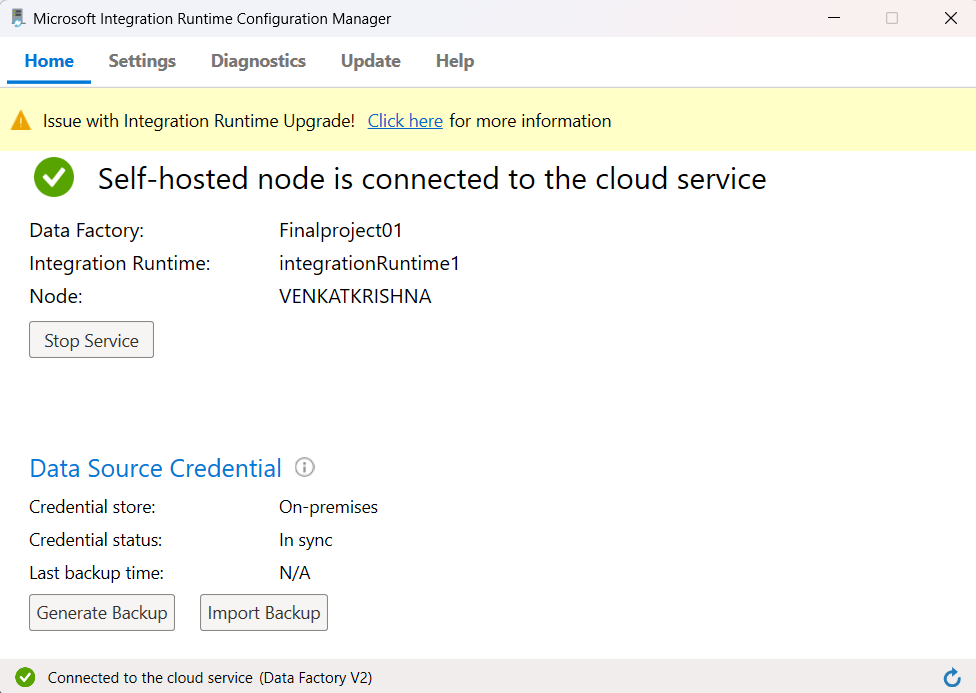 Microsoft Integration Runtime Configuration Manager
Home Settings Diagnostics Update Help
Issue with Integration Runtime Upgrade! Click here for more information
Self-hosted node is connected to the cloud service
Data Factory: Finalproject01
Integration Runtime: integrationRuntime1
Node: VENKATKRISHNA
Stop Service
Data Source Credential
Credential store: On-premises
Credential status: In sync
Last backup time: N/A
Generate Backup Import Backup
Connected to the cloud service (Data Factory V2)